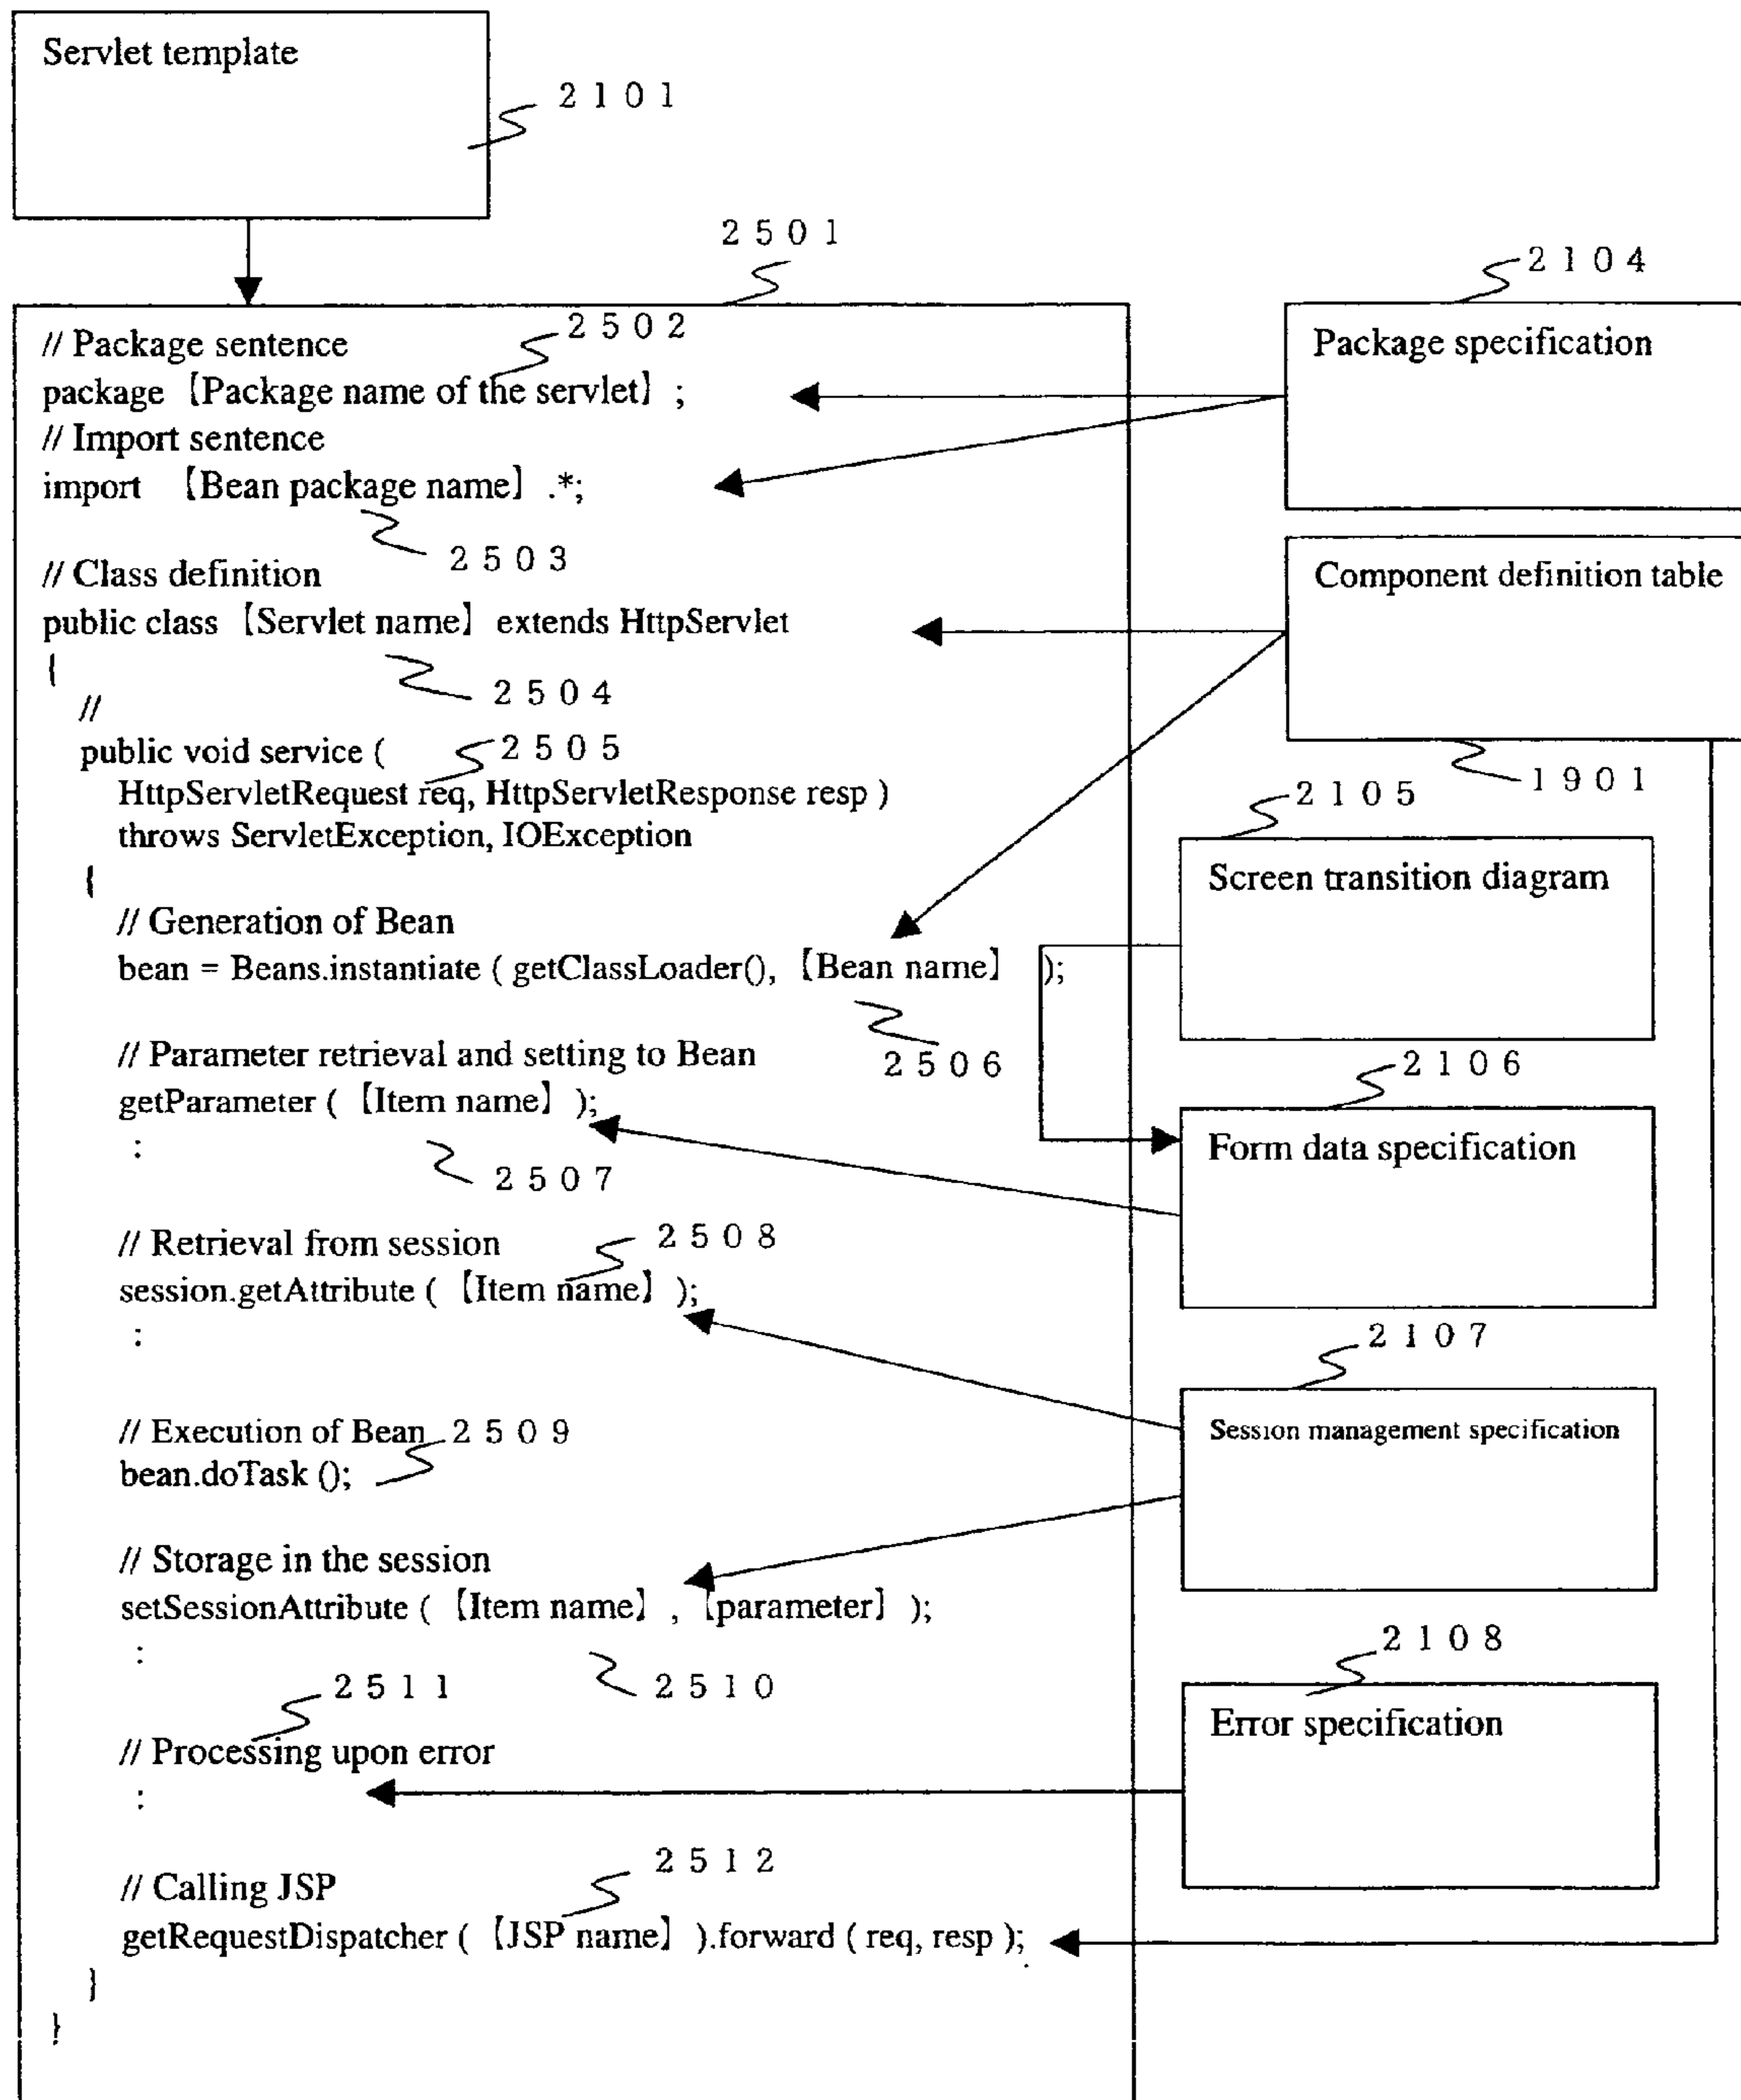 Servlet template
2101
2501
// Package sentence
2502
package 【Package name of the servlet】 ;
// Import sentence
import 【Bean package name】 .*;
2503
// Class definition
public class 【Servlet name】 extends HttpServlet
{
2504
//
public void service (
2505
HttpServletRequest req, HttpServletResponse resp )
throws ServletException, IOException
{
// Generation of Bean
bean = Beans.instantiate ( getClassLoader(), 【Bean name】 );
2506
// Parameter retrieval and setting to Bean
getParameter ( 【Item name】 );
:
2507
// Retrieval from session
2508
session.getAttribute ( 【Item name】 );
:
// Execution of Bean
2509
bean.doTask ();
// Storage in the session
setSessionAttribute ( 【Item name】 , 【parameter】 );
:
2510
2511
// Processing upon error
:
2512
// Calling JSP
getRequestDispatcher ( 【JSP name】 ).forward ( req, resp );
}
}
2104
Package specification
Component definition table
1901
2105
Screen transition diagram
2106
Form data specification
2107
Session management specification
2108
Error specification